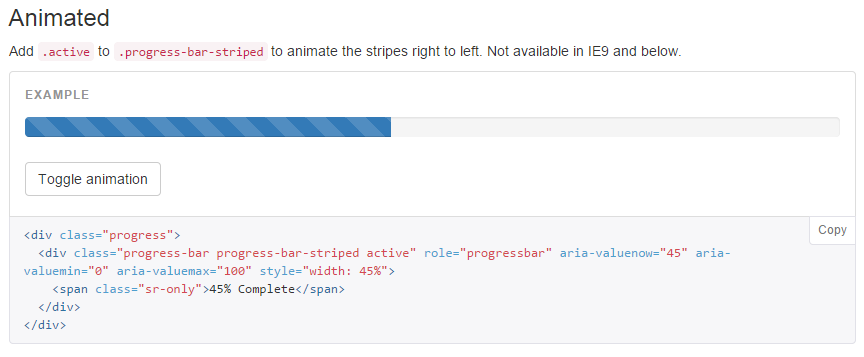 Animated
Add .active to .progress-bar-striped to animate the stripes right to left. Not available in IE9 and below.
EXAMPLE
Toggle animation
Copy
<div class="progress">
  <div class="progress-bar progress-bar-striped active" role="progressbar" aria-valuenow="45" aria-
valuemin="0" aria-valuemax="100" style="width: 45%">
    <span class="sr-only">45% Complete</span>
  </div>
</div>